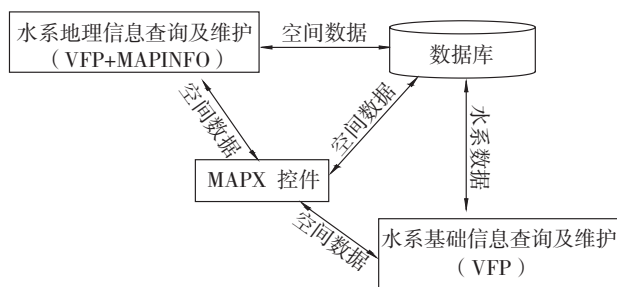 水系地理信息查询及维护
（VFP+MAPINFO）
空间数据
数据库
空间数据
空间数据
水系数据
MAPX 控件
空间数据
水系基础信息查询及维护
（VFP）